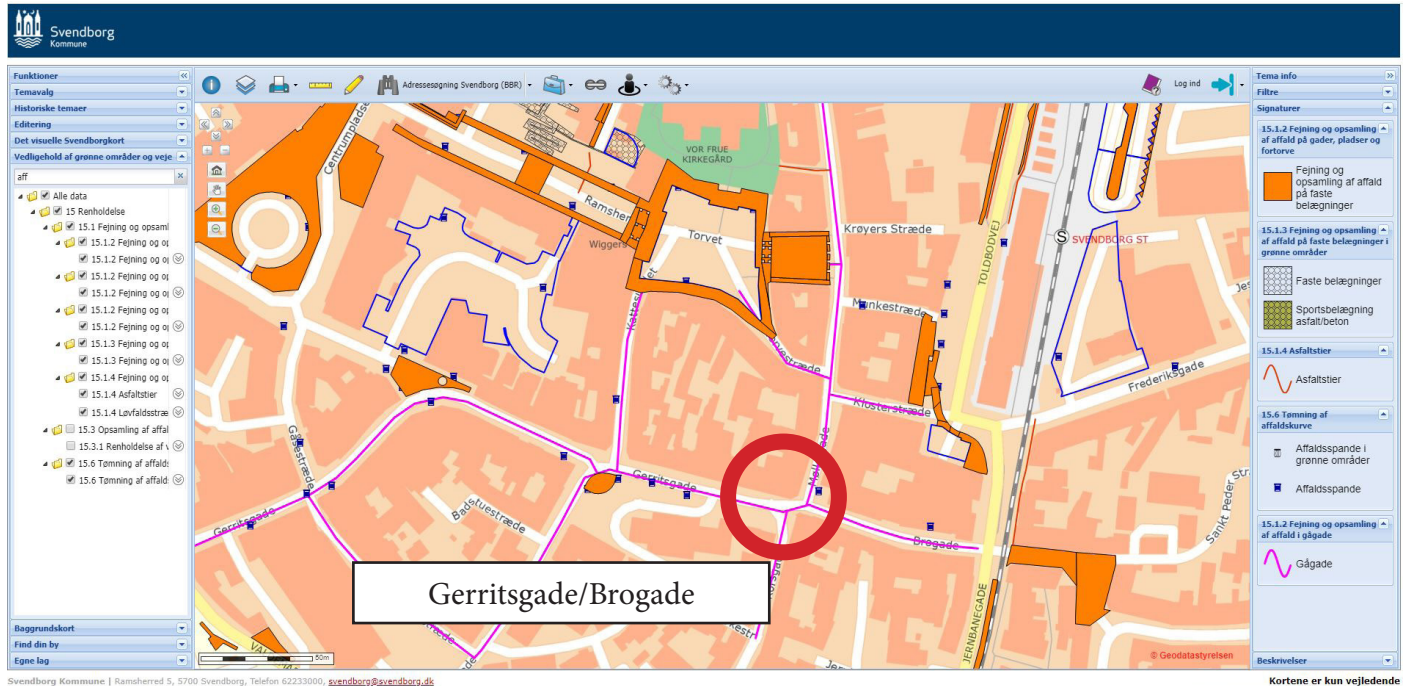 Svendborg
Kommune
Funktioner
Temavalg
Historiske temaer
Editering
Det visuelle Svendborgkort
Vedligehold af grønne områder og veje
aff
Alle data
15 Renholdelse
15.1 Fejning og opsaml
15.1.2 Fejning og op
15.1.2 Fejning og op
15.1.2 Fejning og op
15.1.2 Fejning og op
15.1.2 Fejning og op
15.1.2 Fejning og op
15.1.3 Fejning og op
15.1.3 Fejning og op
15.1.4 Fejning og op
15.1.4 Asfaltstier
15.1.4 Løvfaldsstræ
15.3 Opsamling af affal
15.3.1 Renholdelse af v
15.6 Tømning af affalds
15.6 Tømning af affalds
Baggrundskort
Find din by
Egne lag
Adressesøgning Svendborg (BBR)
Log ind
Centrumplads
VOR FRUE
KIRKEGÅRD
Ramsher
Wiggers
Torvet
Krøyers Stræde
TOLDBODVEJ
S
SVENDBORG ST
Munkestræde
Frederiksgade
Klosterstræde
Gåsestræde
Gerritsgade
Gerritsgade
Badstuestræde
Brogade
Sankt Peder Str
JERNBANEGADE
Gerritsgade/Brogade
50m
© Geodatastyrelsen
Tema info
Filtre
Signaturer
15.1.2 Fejning og opsamling
af affald på gader, pladser og
fortorve
Fejning og
opsamling af affald
på faste
belægninger
15.1.3 Fejning og opsamling
af affald på faste belægninger i
grønne områder
Faste belægninger
Sportsbelægning
asfalt/beton
15.1.4 Asfaltstier
Asfaltstier
15.6 Tømning af
affaldskurve
Affaldsspande i
grønne områder
Affaldsspande
15.1.2 Fejning og opsamling
af affald i gågade
Gågade
Beskrivelser
Svendborg Kommune | Ramsherred 5, 5700 Svendborg, Telefon 62233000, svendborg@svendborg.dk
Kortene er kun vejledende